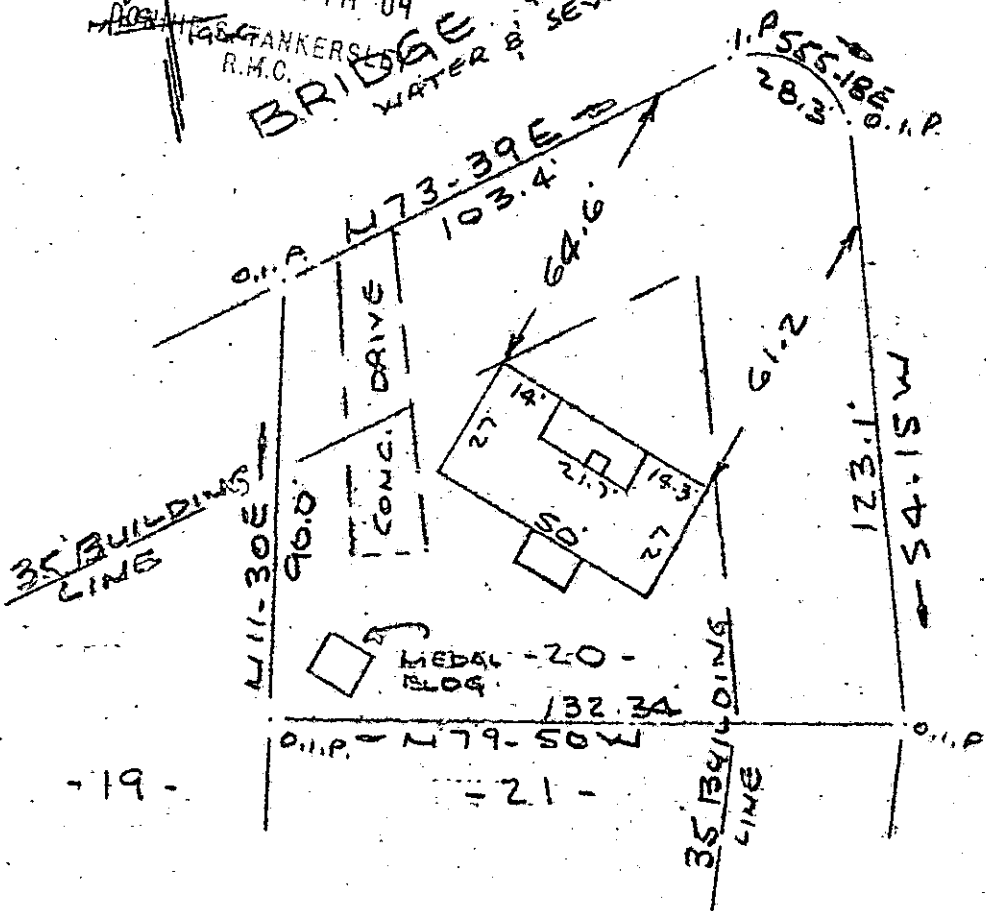 TANKERSLEY
R.M.C.
BRIDGE
WATER & SEW
I.P.
S55-18E
28.3'
O.I.P.
N73-39E
103.4'
O.I.P.
64.6'
CONC. DRIVE
14'
27
21.7'
14.3'
50'
27
61.2
123.1'
S4-15W
35' BUILDING
LINE
N11-30E
90.0'
MEDAL
BLDG.
-20-
132.34
O.I.P.
N79-50W
O.I.P.
-19-
-21-
35' BUILDING
LINE